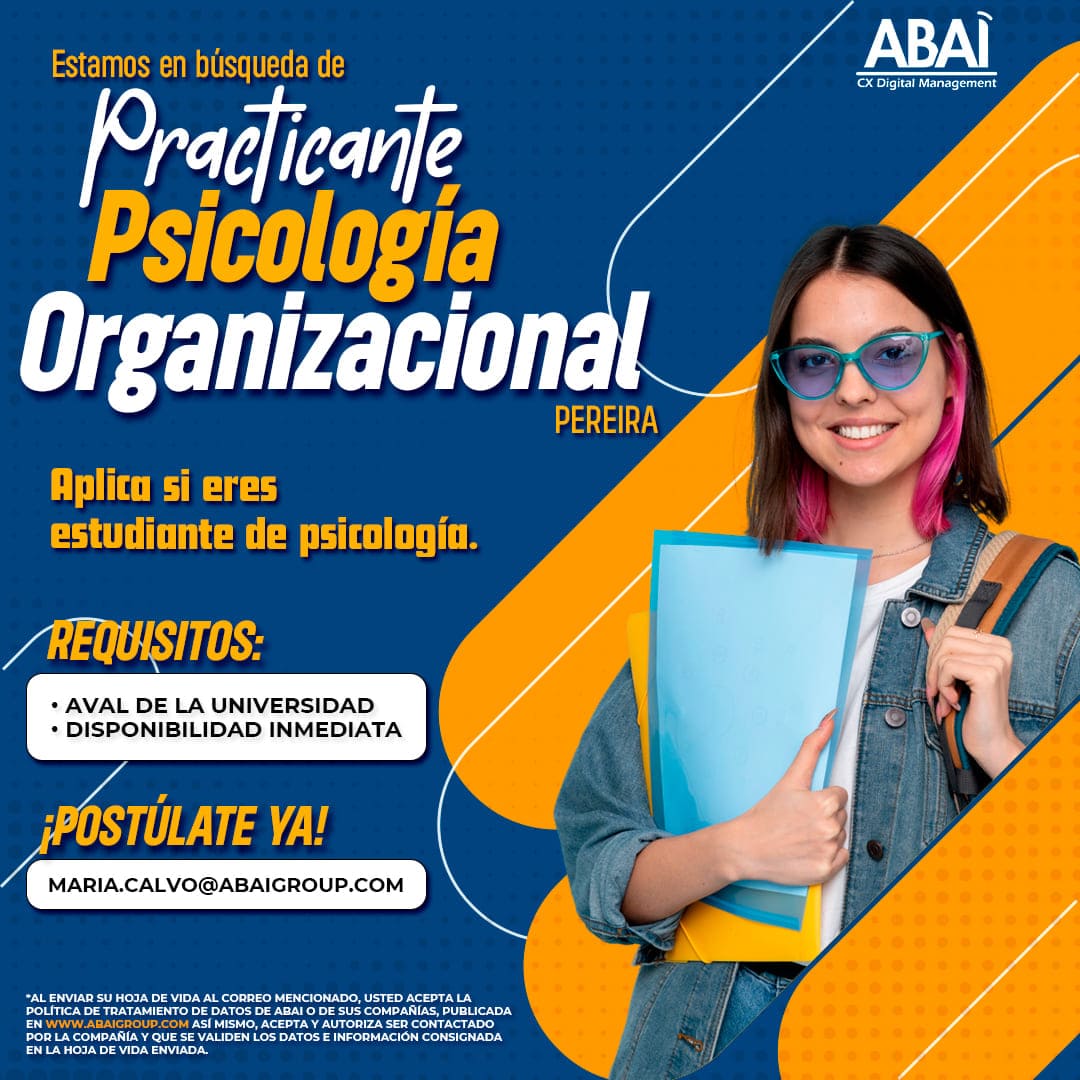 Estamos en búsqueda de
Practicante
Psicología
Organizacional
PEREIRA
ABAÌ
CX Digital Management
Aplica si eres
estudiante de psicología.
REQUISITOS:
• AVAL DE LA UNIVERSIDAD
• DISPONIBILIDAD INMEDIATA
¡POSTÚLATE YA!
MARIA.CALVO@ABAIGROUP.COM
*AL ENVIAR SU HOJA DE VIDA AL CORREO MENCIONADO, USTED ACEPTA LA
POLÍTICA DE TRATAMIENTO DE DATOS DE ABAI O DE SUS COMPAÑÍAS, PUBLICADA
EN WWW.ABAIGROUP.COM ASÍ MISMO, ACEPTA Y AUTORIZA SER CONTACTADO
POR LA COMPAÑÍA Y QUE SE VALIDEN LOS DATOS E INFORMACIÓN CONSIGNADA
EN LA HOJA DE VIDA ENVIADA.